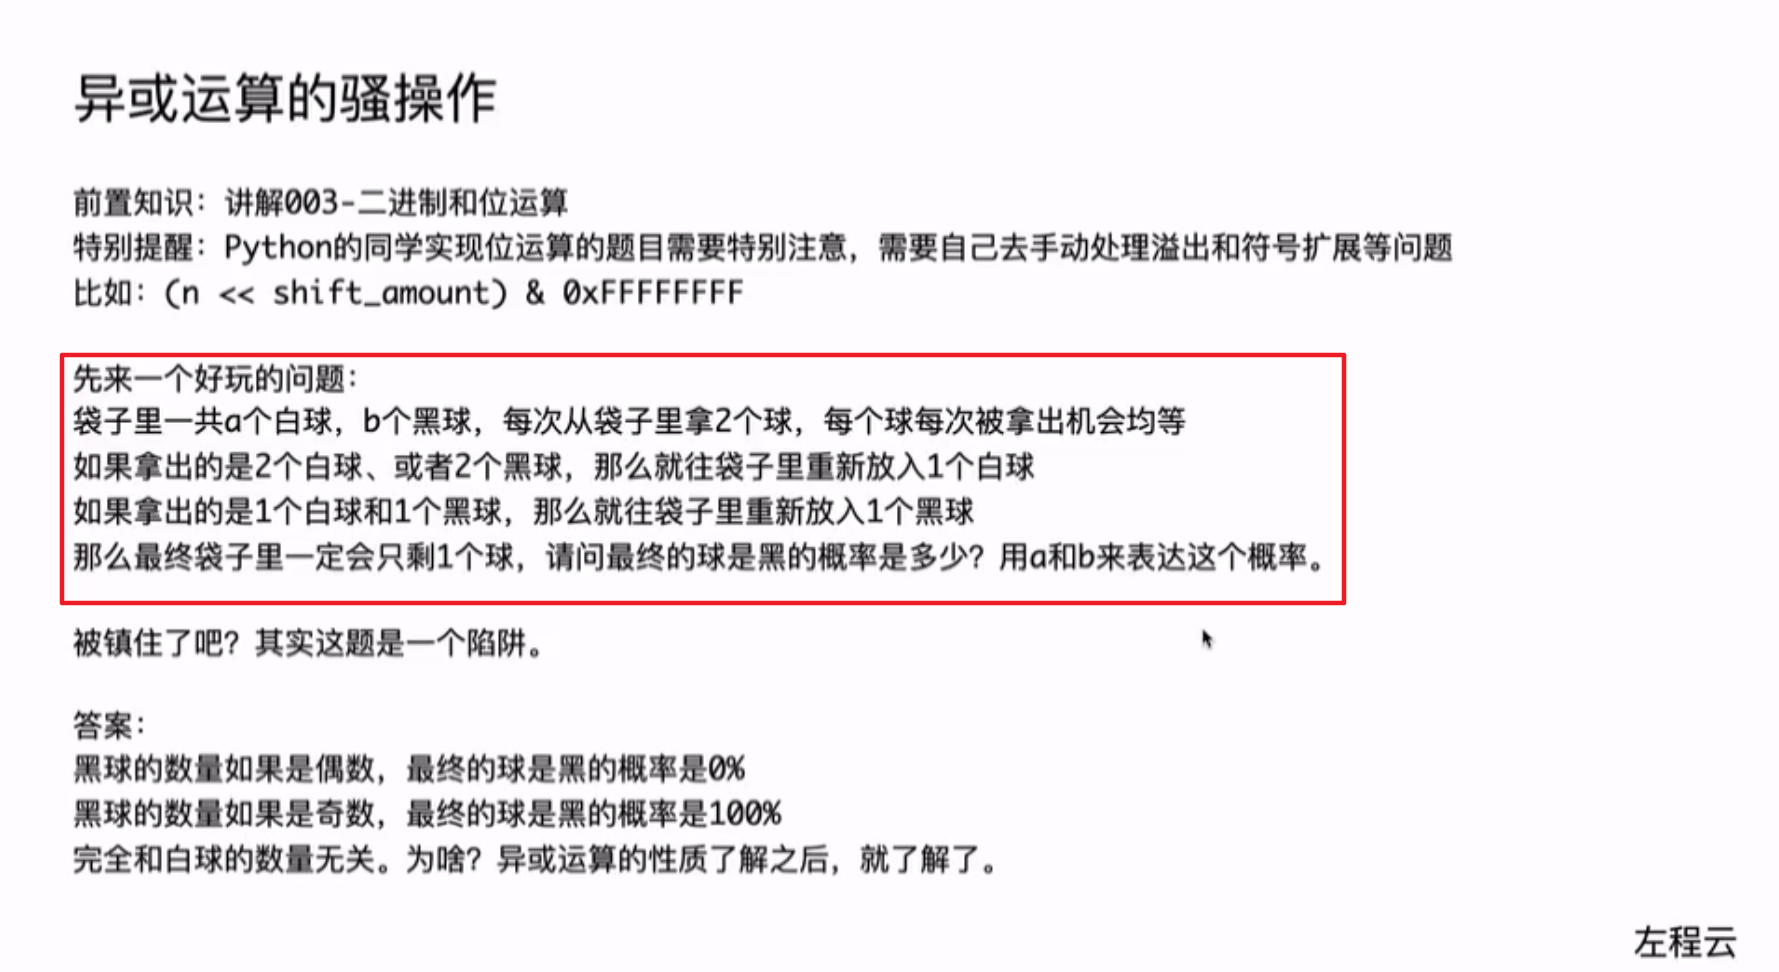 异或运算的骚操作
前置知识：讲解003-二进制和位运算
特别提醒：Python的同学实现位运算的题目需要特别注意，需要自己去手动处理溢出和符号扩展等问题
比如：(n << shift_amount) & 0xFFFFFFFF
先来一个好玩的问题：
袋子里一共a个白球，b个黑球，每次从袋子里拿2个球，每个球每次被拿出机会均等
如果拿出的是2个白球、或者2个黑球，那么就往袋子里重新放入1个白球
如果拿出的是1个白球和1个黑球，那么就往袋子里重新放入1个黑球
那么最终袋子里一定会只剩1个球，请问最终的球是黑的概率是多少？用a和b来表达这个概率。
被镇住了吧？其实这题是一个陷阱。
答案：
黑球的数量如果是偶数，最终的球是黑的概率是0%
黑球的数量如果是奇数，最终的球是黑的概率是100%
完全和白球的数量无关。为啥？异或运算的性质了解之后，就了解了。
左程云